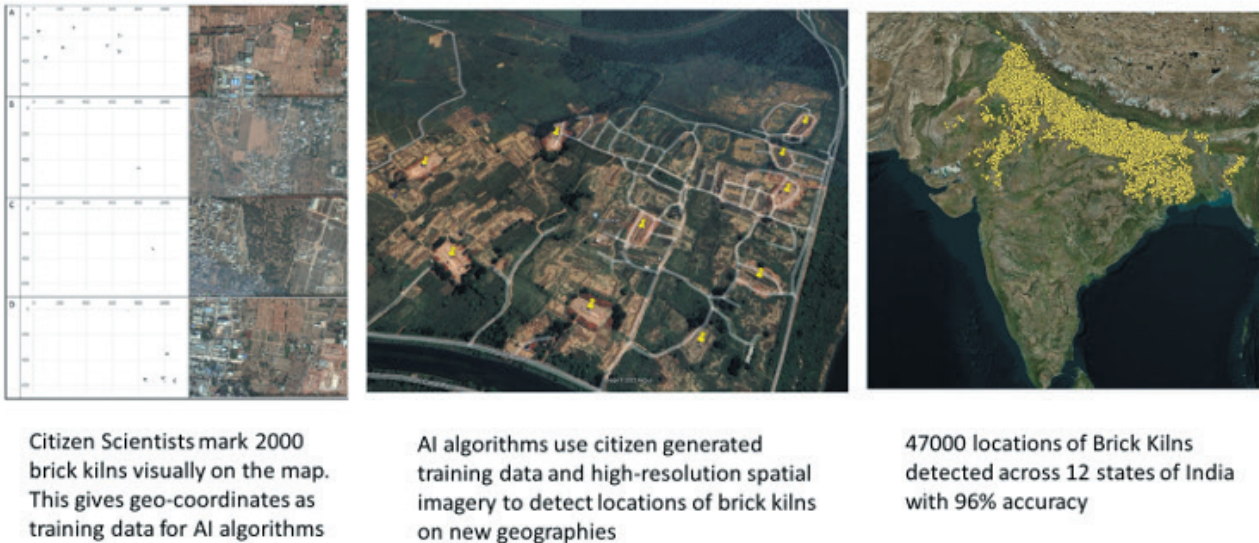 A
B
C
D
Citizen Scientists mark 2000
brick kilns visually on the map.
This gives geo-coordinates as
training data for AI algorithms
AI algorithms use citizen generated
training data and high-resolution spatial
imagery to detect locations of brick kilns
on new geographies
47000 locations of Brick Kilns
detected across 12 states of India
with 96% accuracy